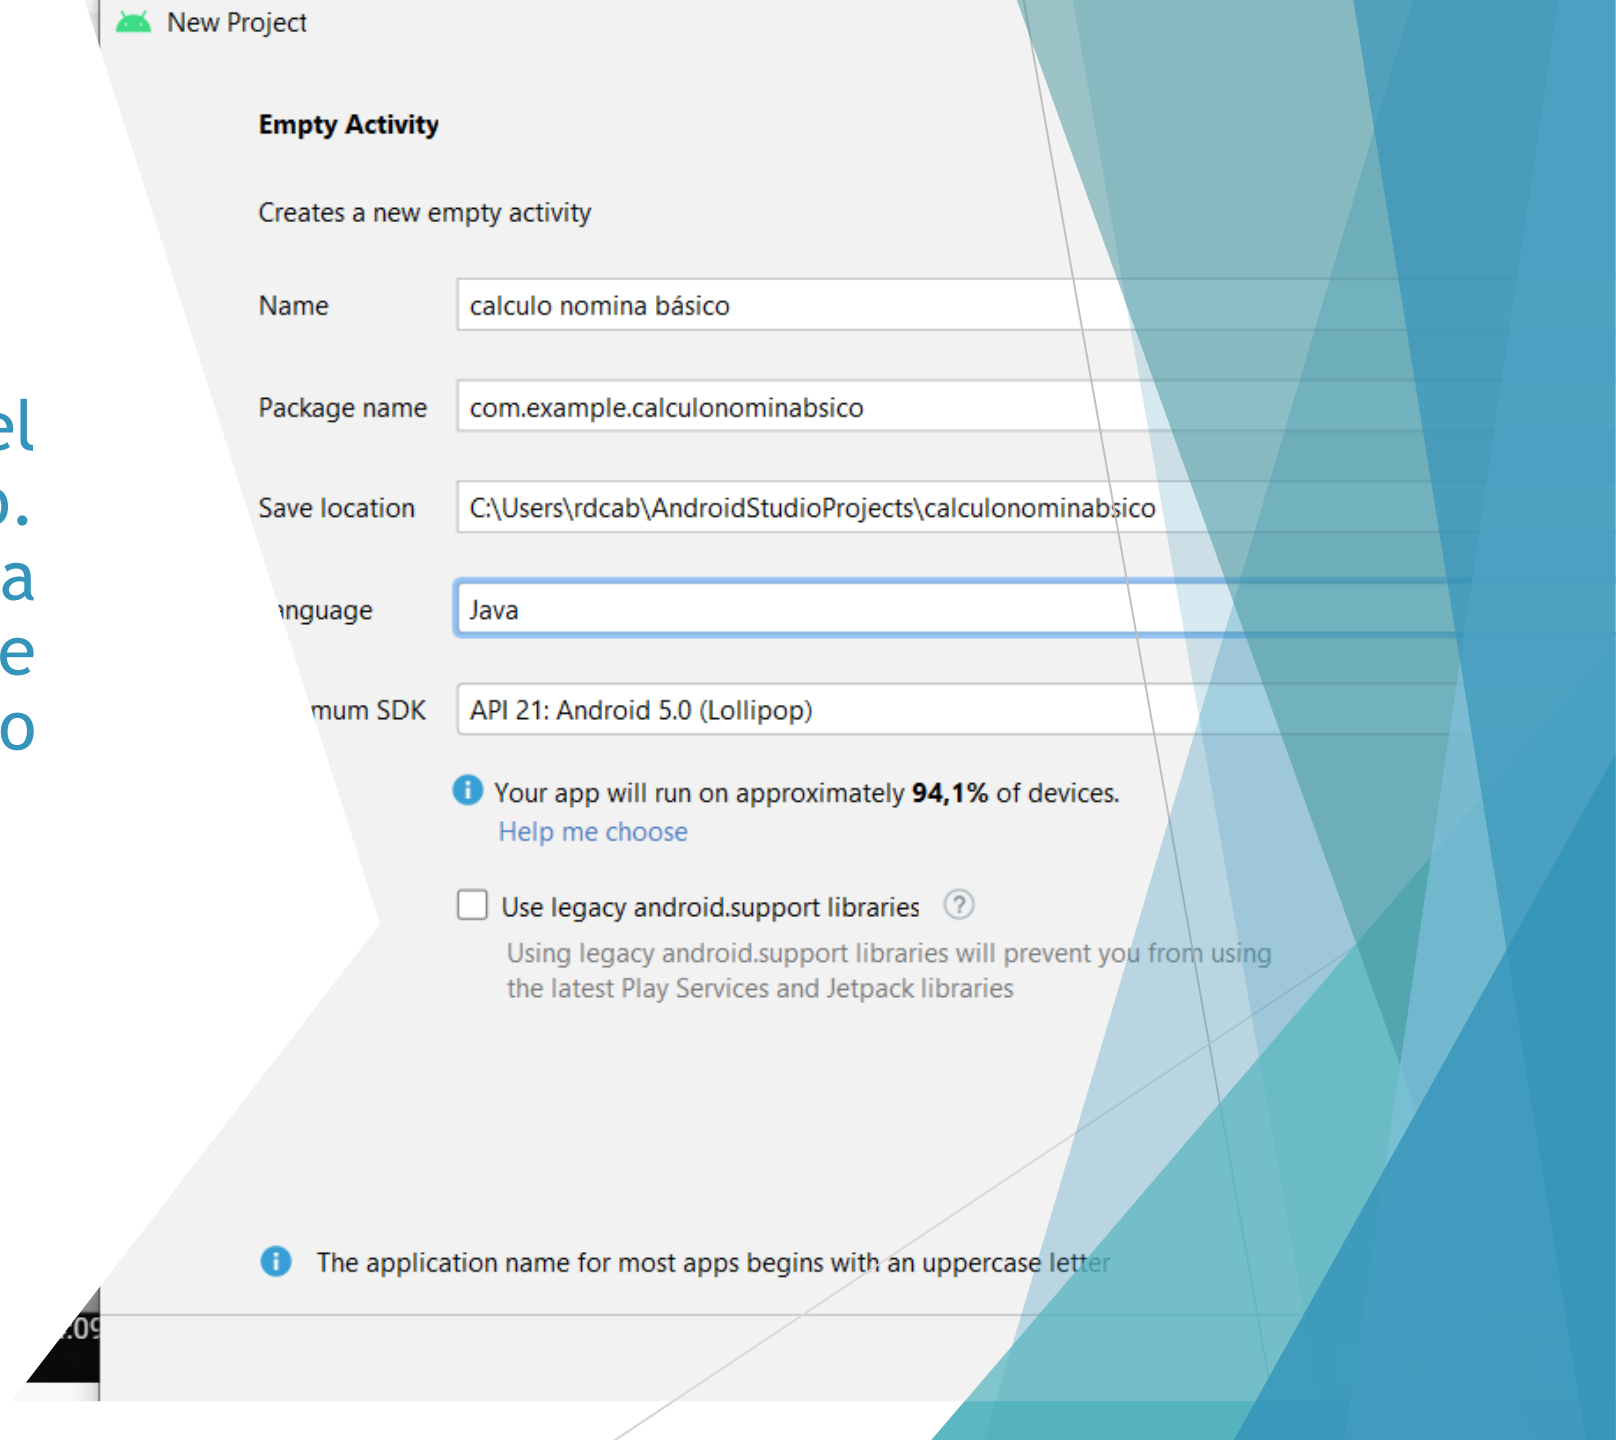 New Project
Empty Activity
Creates a new empty activity
Name calculo nomina básico
Package name com.example.calculonominabsico
Save location C:\Users\rdcab\AndroidStudioProjects\calculonominabsico
anguage Java
mum SDK API 21: Android 5.0 (Lollipop)
Your app will run on approximately 94,1% of devices.
Help me choose
Use legacy android.support libraries
Using legacy android.support libraries will prevent you from using
the latest Play Services and Jetpack libraries
The application name for most apps begins with an uppercase letter
el
o.
a
e
o